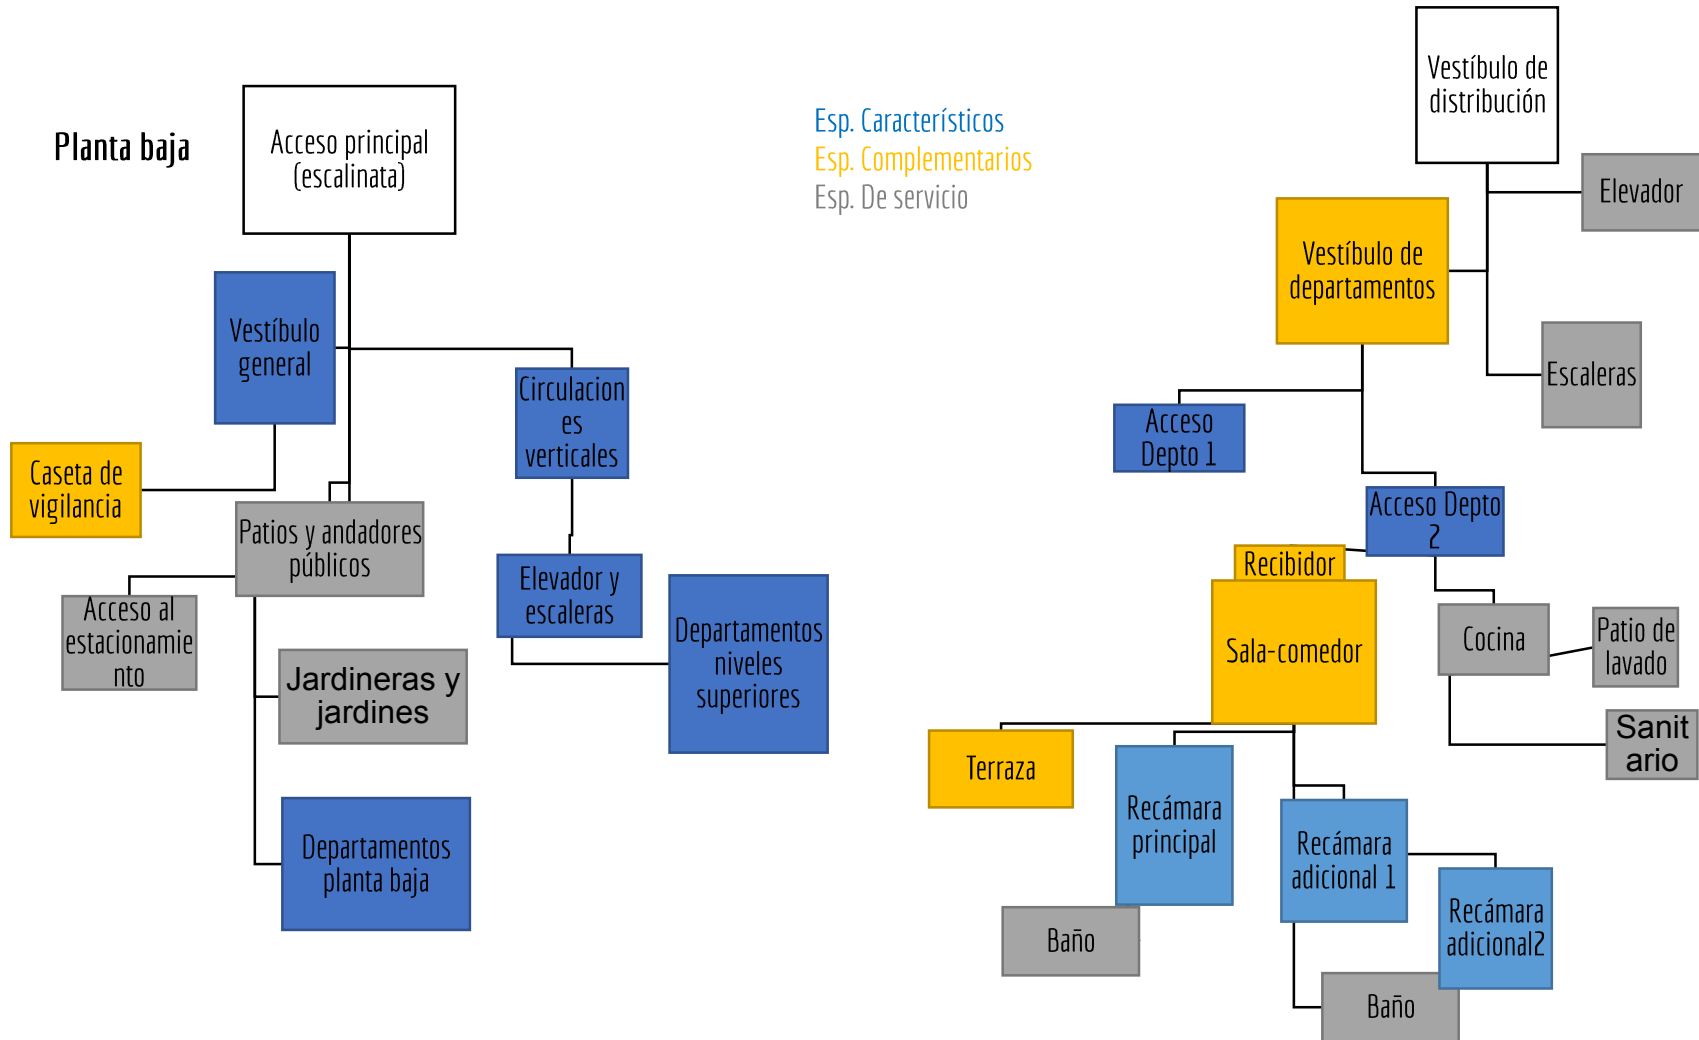 Planta baja
Acceso principal
(escalinata)
Vestíbulo
general
Caseta de
vigilancia
Circulacion
es
verticales
Patios y andadores
públicos
Acceso al
estacionamie
nto
Elevador y
escaleras
Departamentos
niveles
superiores
Jardineras y
jardines
Departamentos
planta baja
Esp. Característicos
Esp. Complementarios
Esp. De servicio
Vestíbulo de
distribución
Elevador
Vestíbulo de
departamentos
Escaleras
Acceso
Depto 1
Acceso Depto
2
Recibidor
Sala-comedor
Cocina
Patio de
lavado
Sanit
ario
Terraza
Recámara
principal
Recámara
adicional 1
Recámara
adicional2
Baño
Baño